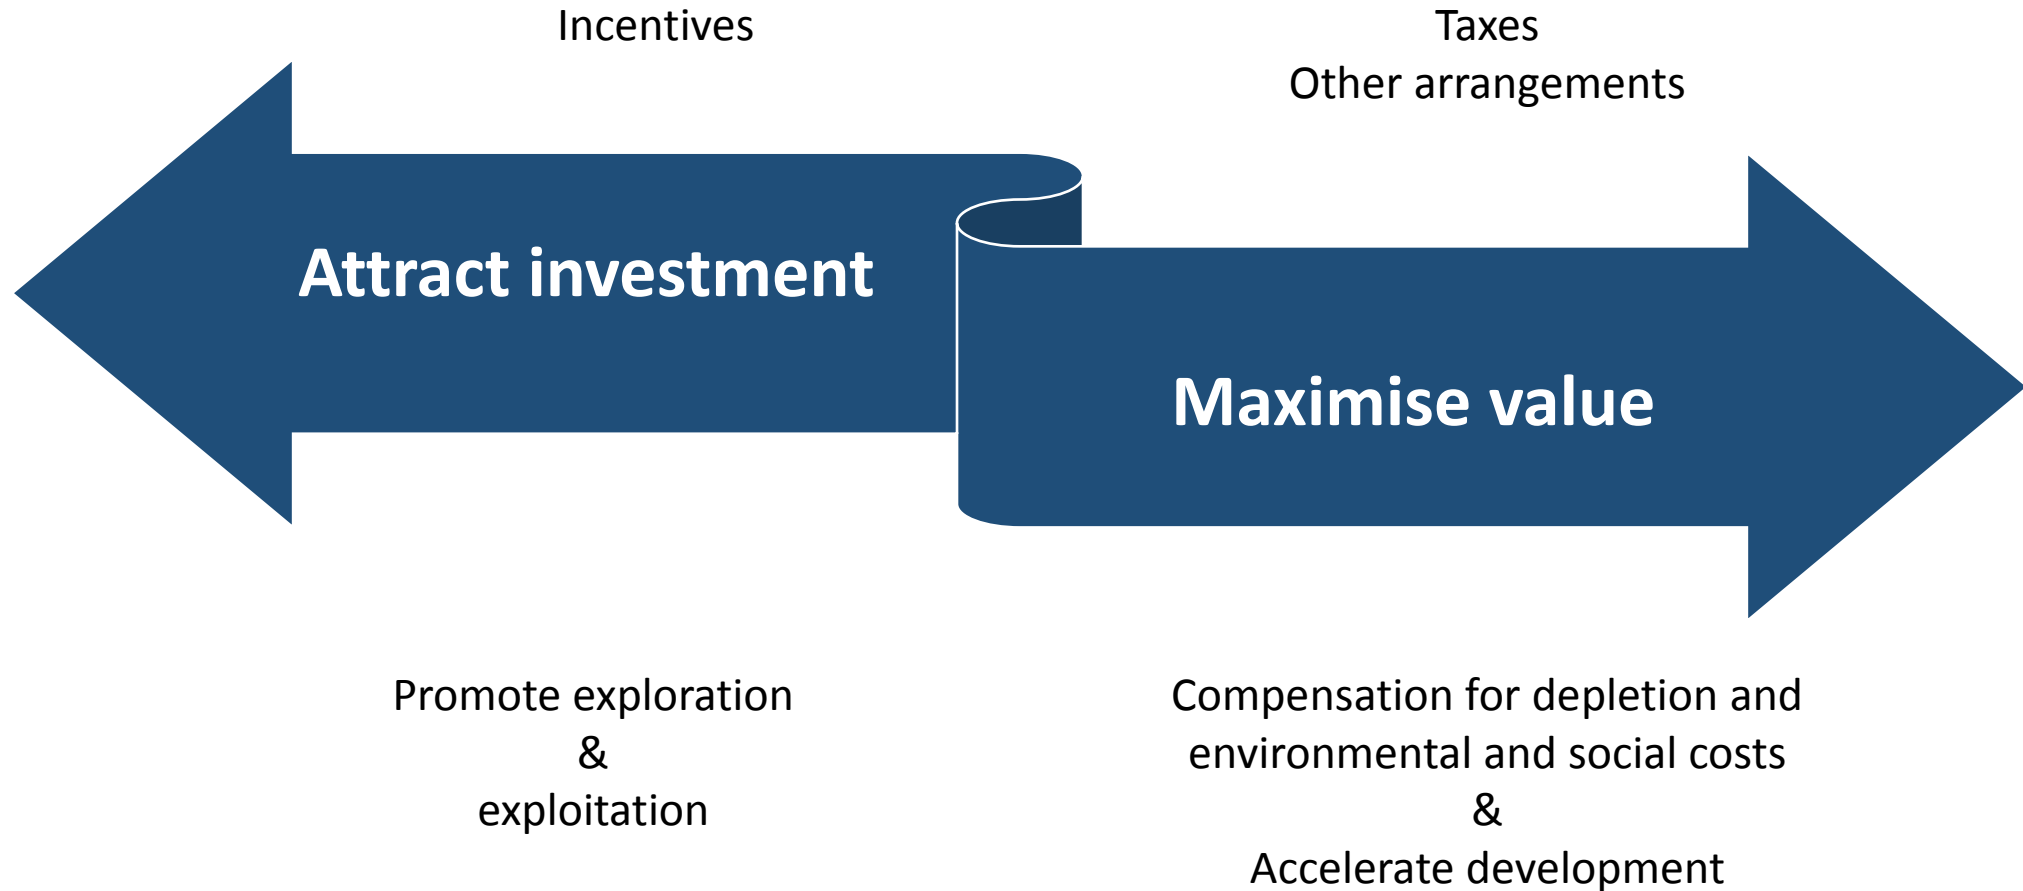 Incentives
Taxes
Other arrangements
Attract investment
Maximise value
Promote exploration
&
exploitation
Compensation for depletion and
environmental and social costs
&
Accelerate development